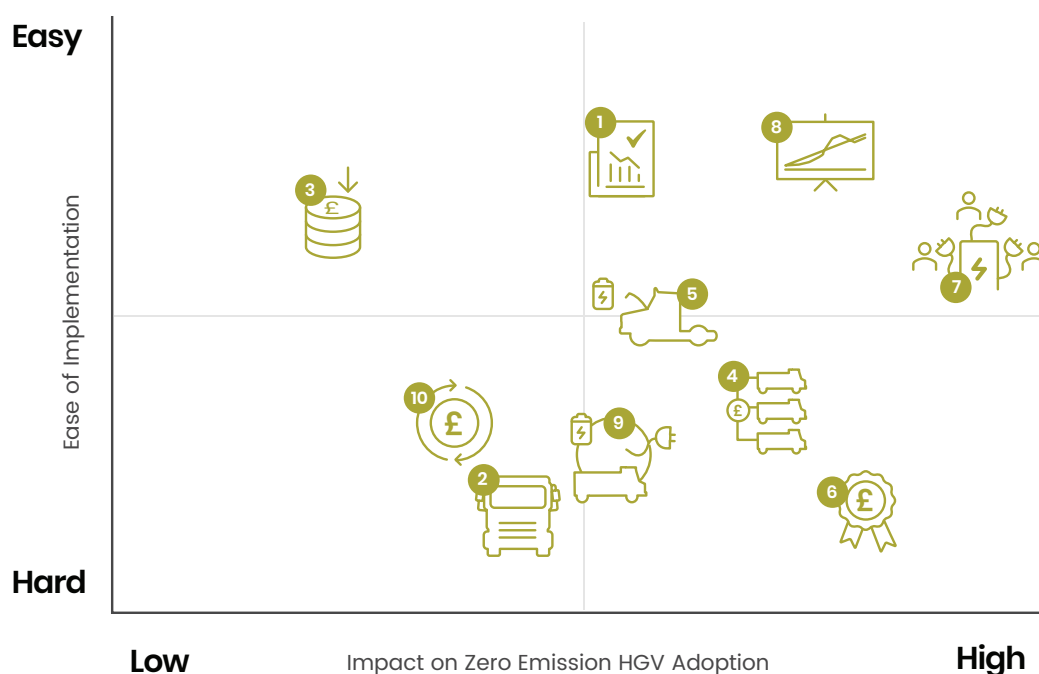 Easy
1
8
3
£
7
5
Ease of Implementation
4
10
£
£
9
2
6
£
Hard
Low
Impact on Zero Emission HGV Adoption
High